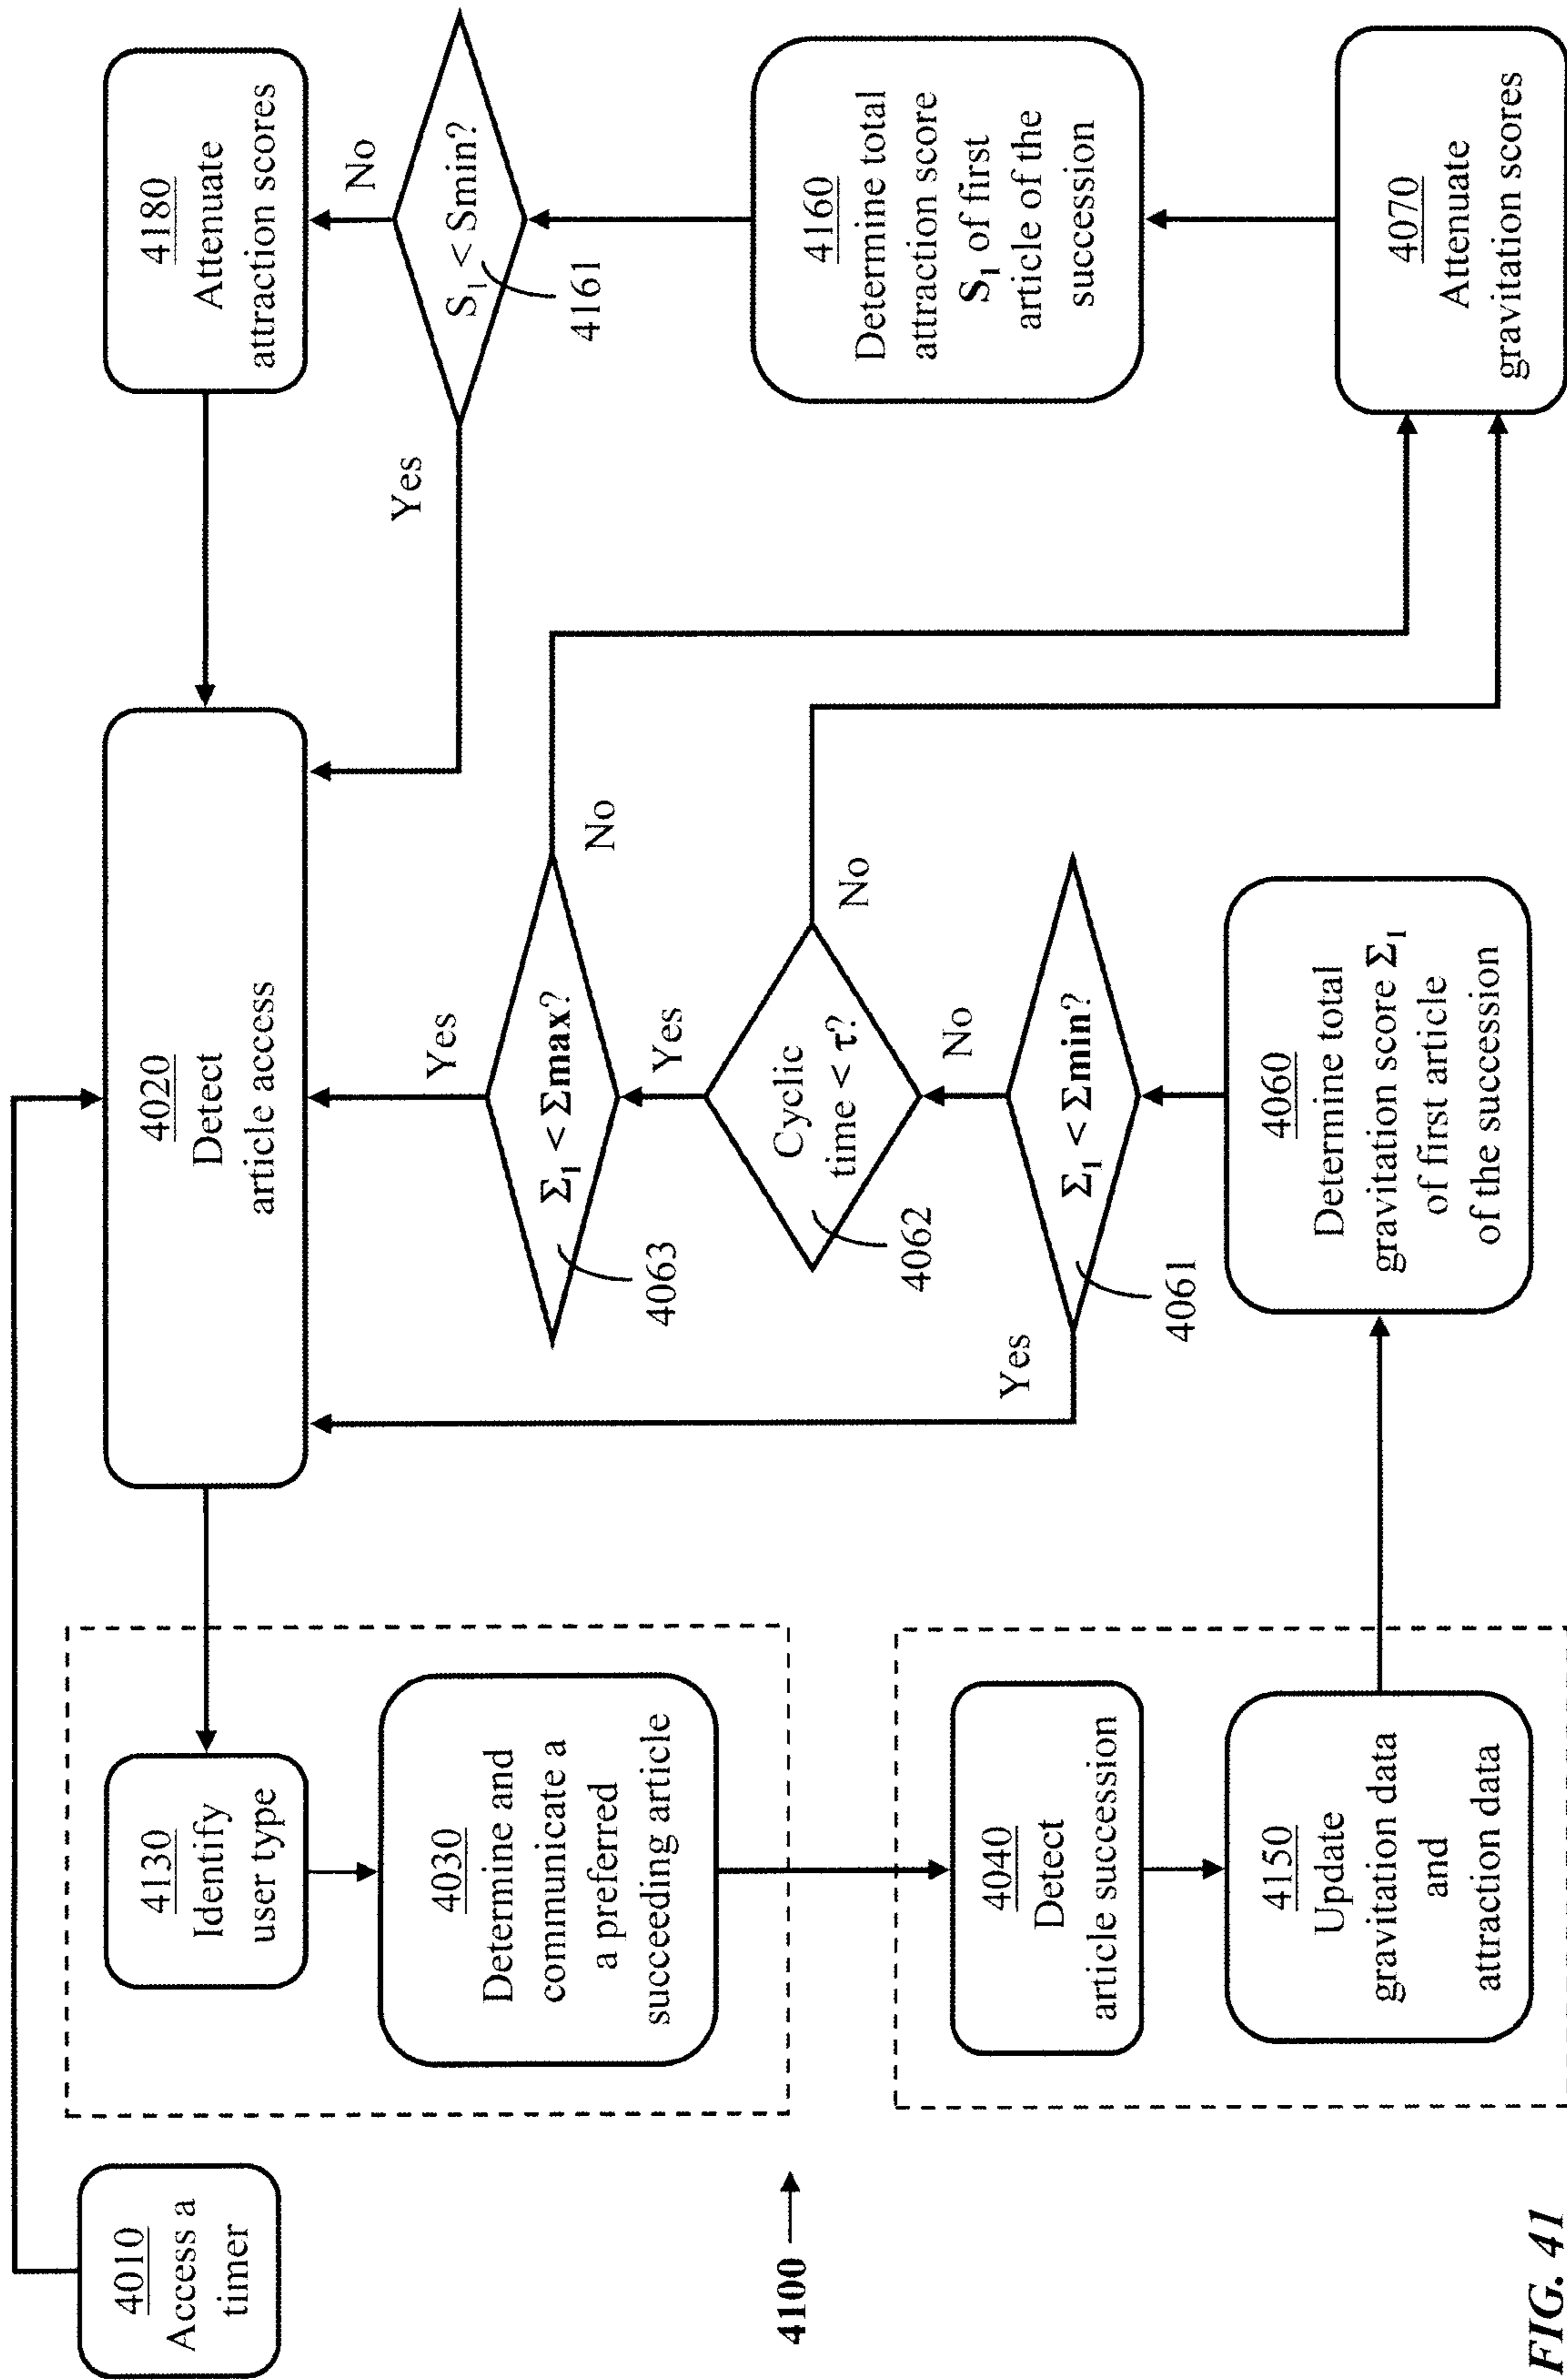 4010
Access a
timer
4130
Identify
user type
4030
Determine and
communicate a
a preferred
succeeding article
4100
4040
Detect
article succession
4150
Update
gravitation data
and
attraction data
4020
Detect
article access
Yes
Σ1 < Σmax?
No
4063
Yes
Cyclic
time < τ?
No
4062
No
Σ1 < Σmin?
Yes
4061
4060
Determine total
gravitation score Σ1
of first article
of the succession
4180
Attenuate
attraction scores
No
S1 < Smin?
Yes
4161
4160
Determine total
attraction score
S1 of first
article of the
succession
4070
Attenuate
gravitation scores
FIG. 41